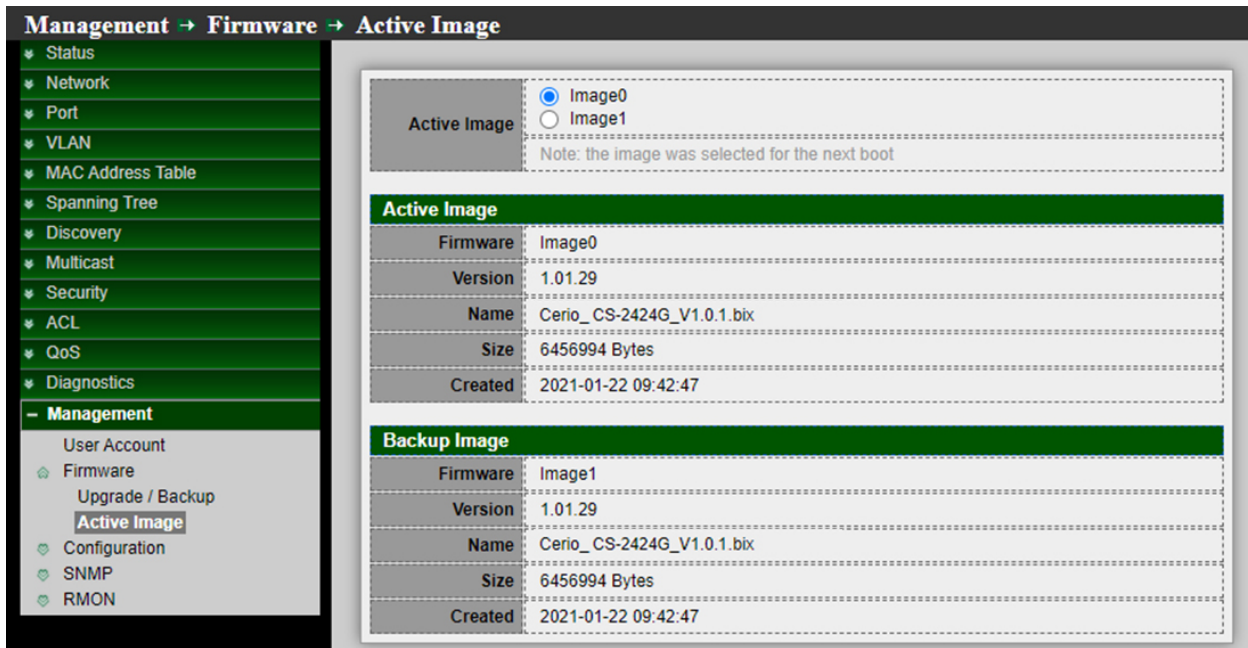 Management → Firmware → Active Image
Status
Network
Port
VLAN
MAC Address Table
Spanning Tree
Discovery
Multicast
Security
ACL
QoS
Diagnostics
Management
User Account
Firmware
Upgrade / Backup
Active Image
Configuration
SNMP
RMON
Active Image
Image0
Image1
Note: the image was selected for the next boot
Active Image
Firmware Image0
Version 1.01.29
Name Cerio_ CS-2424G_V1.0.1.bix
Size 6456994 Bytes
Created 2021-01-22 09:42:47
Backup Image
Firmware Image1
Version 1.01.29
Name Cerio_ CS-2424G_V1.0.1.bix
Size 6456994 Bytes
Created 2021-01-22 09:42:47